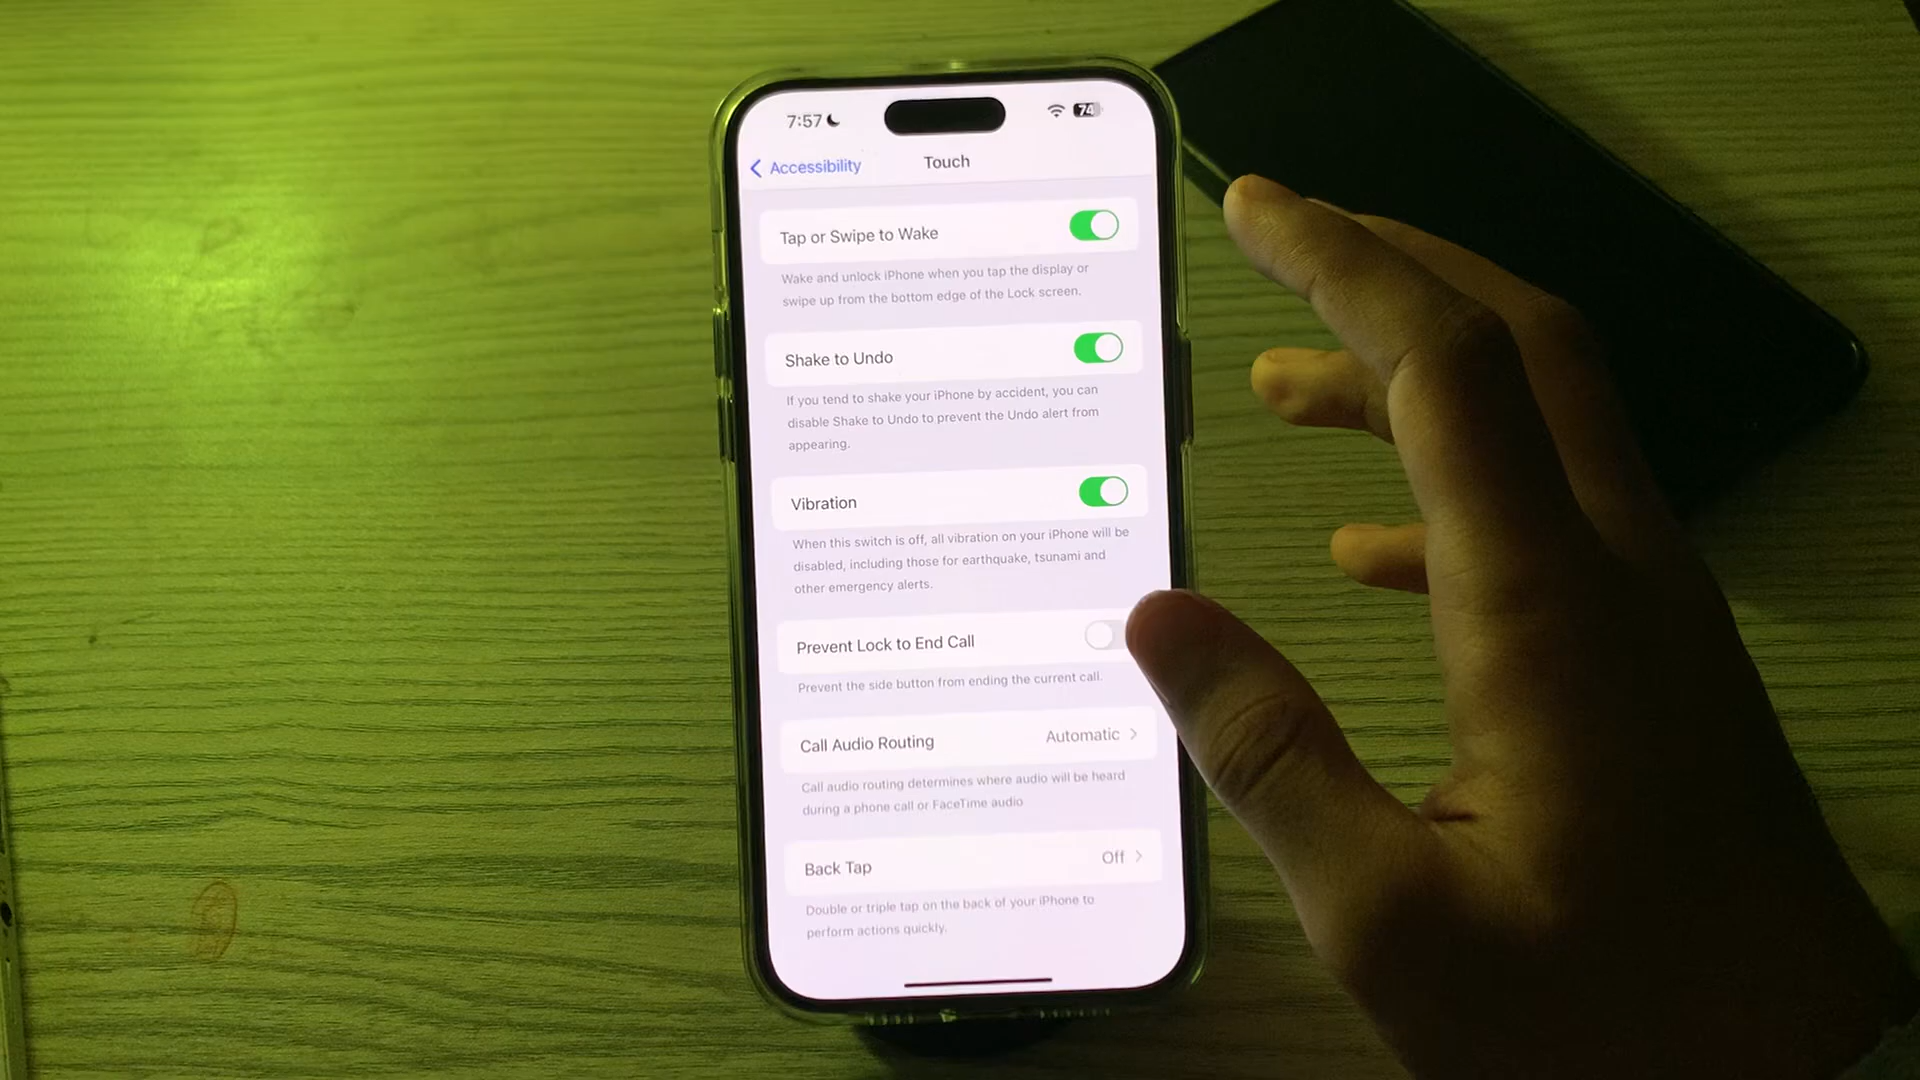 7:57
74
Accessibility
Touch
Tap or Swipe to Wake
Wake and unlock iPhone when you tap the display or
swipe up from the bottom edge of the Lock screen.
Shake to Undo
If you tend to shake your iPhone by accident, you can
disable Shake to Undo to prevent the Undo alert from
appearing.
Vibration
When this switch is off, all vibration on your iPhone will be
disabled, including those for earthquake, tsunami and
other emergency alerts.
Prevent Lock to End Call
Prevent the side button from ending the current call.
Call Audio Routing
Automatic
Call audio routing determines where audio will be heard
during a phone call or FaceTime audio
Back Tap
Off
Double or triple tap on the back of your iPhone to
perform actions quickly.